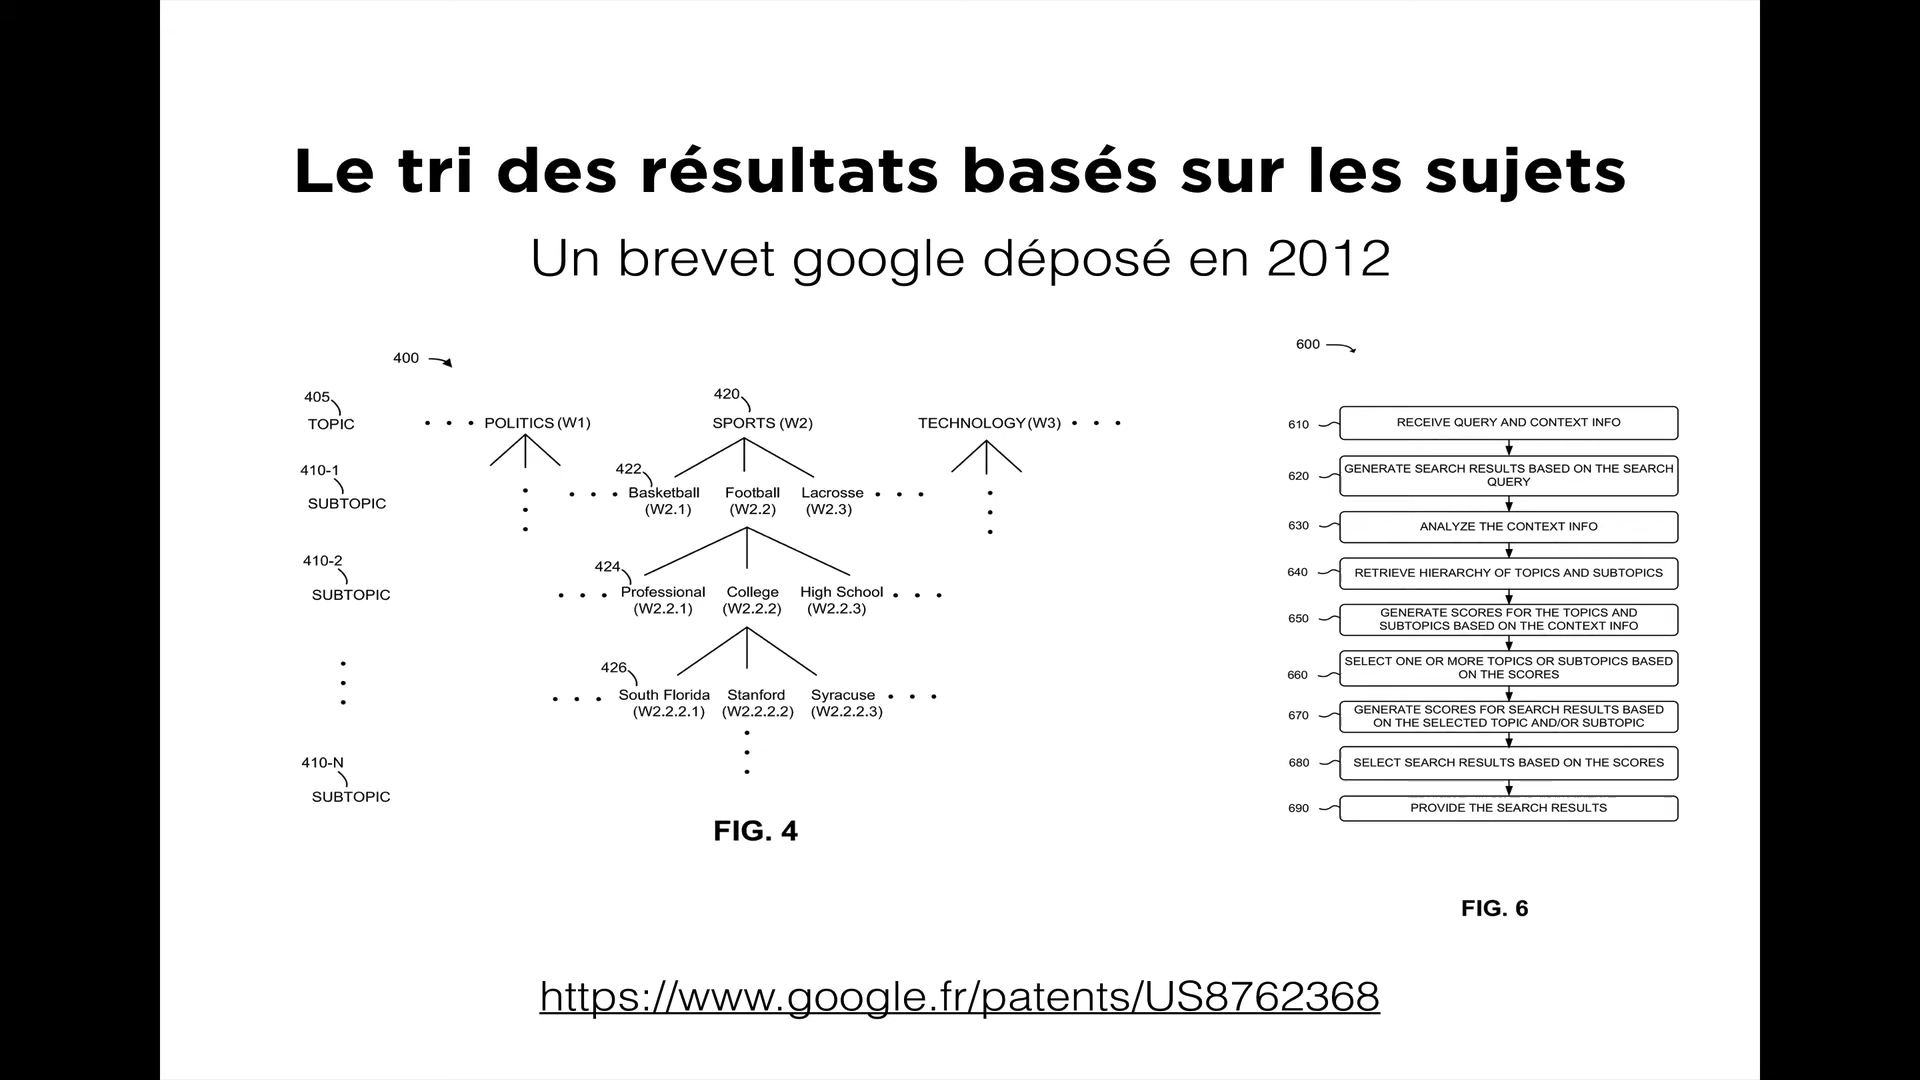 Le tri des résultats basés sur les sujets
Un brevet google déposé en 2012
400
405
TOPIC
• • • POLITICS (W1)
420
SPORTS (W2)
TECHNOLOGY (W3) • • •
410-1
SUBTOPIC
422
• • • Basketball Football Lacrosse • • •
(W2.1) (W2.2) (W2.3)
410-2
SUBTOPIC
424
• • • Professional College High School • • •
(W2.2.1) (W2.2.2) (W2.2.3)
426
• • • South Florida Stanford Syracuse • • •
(W2.2.2.1) (W2.2.2.2) (W2.2.2.3)
410-N
SUBTOPIC
FIG. 4
600
610 RECEIVE QUERY AND CONTEXT INFO
620 GENERATE SEARCH RESULTS BASED ON THE SEARCH
QUERY
630 ANALYZE THE CONTEXT INFO
640 RETRIEVE HIERARCHY OF TOPICS AND SUBTOPICS
650 GENERATE SCORES FOR THE TOPICS AND
SUBTOPICS BASED ON THE CONTEXT INFO
660 SELECT ONE OR MORE TOPICS OR SUBTOPICS BASED
ON THE SCORES
670 GENERATE SCORES FOR SEARCH RESULTS BASED
ON THE SELECTED TOPIC AND/OR SUBTOPIC
680 SELECT SEARCH RESULTS BASED ON THE SCORES
690 PROVIDE THE SEARCH RESULTS
FIG. 6
https://www.google.fr/patents/US8762368